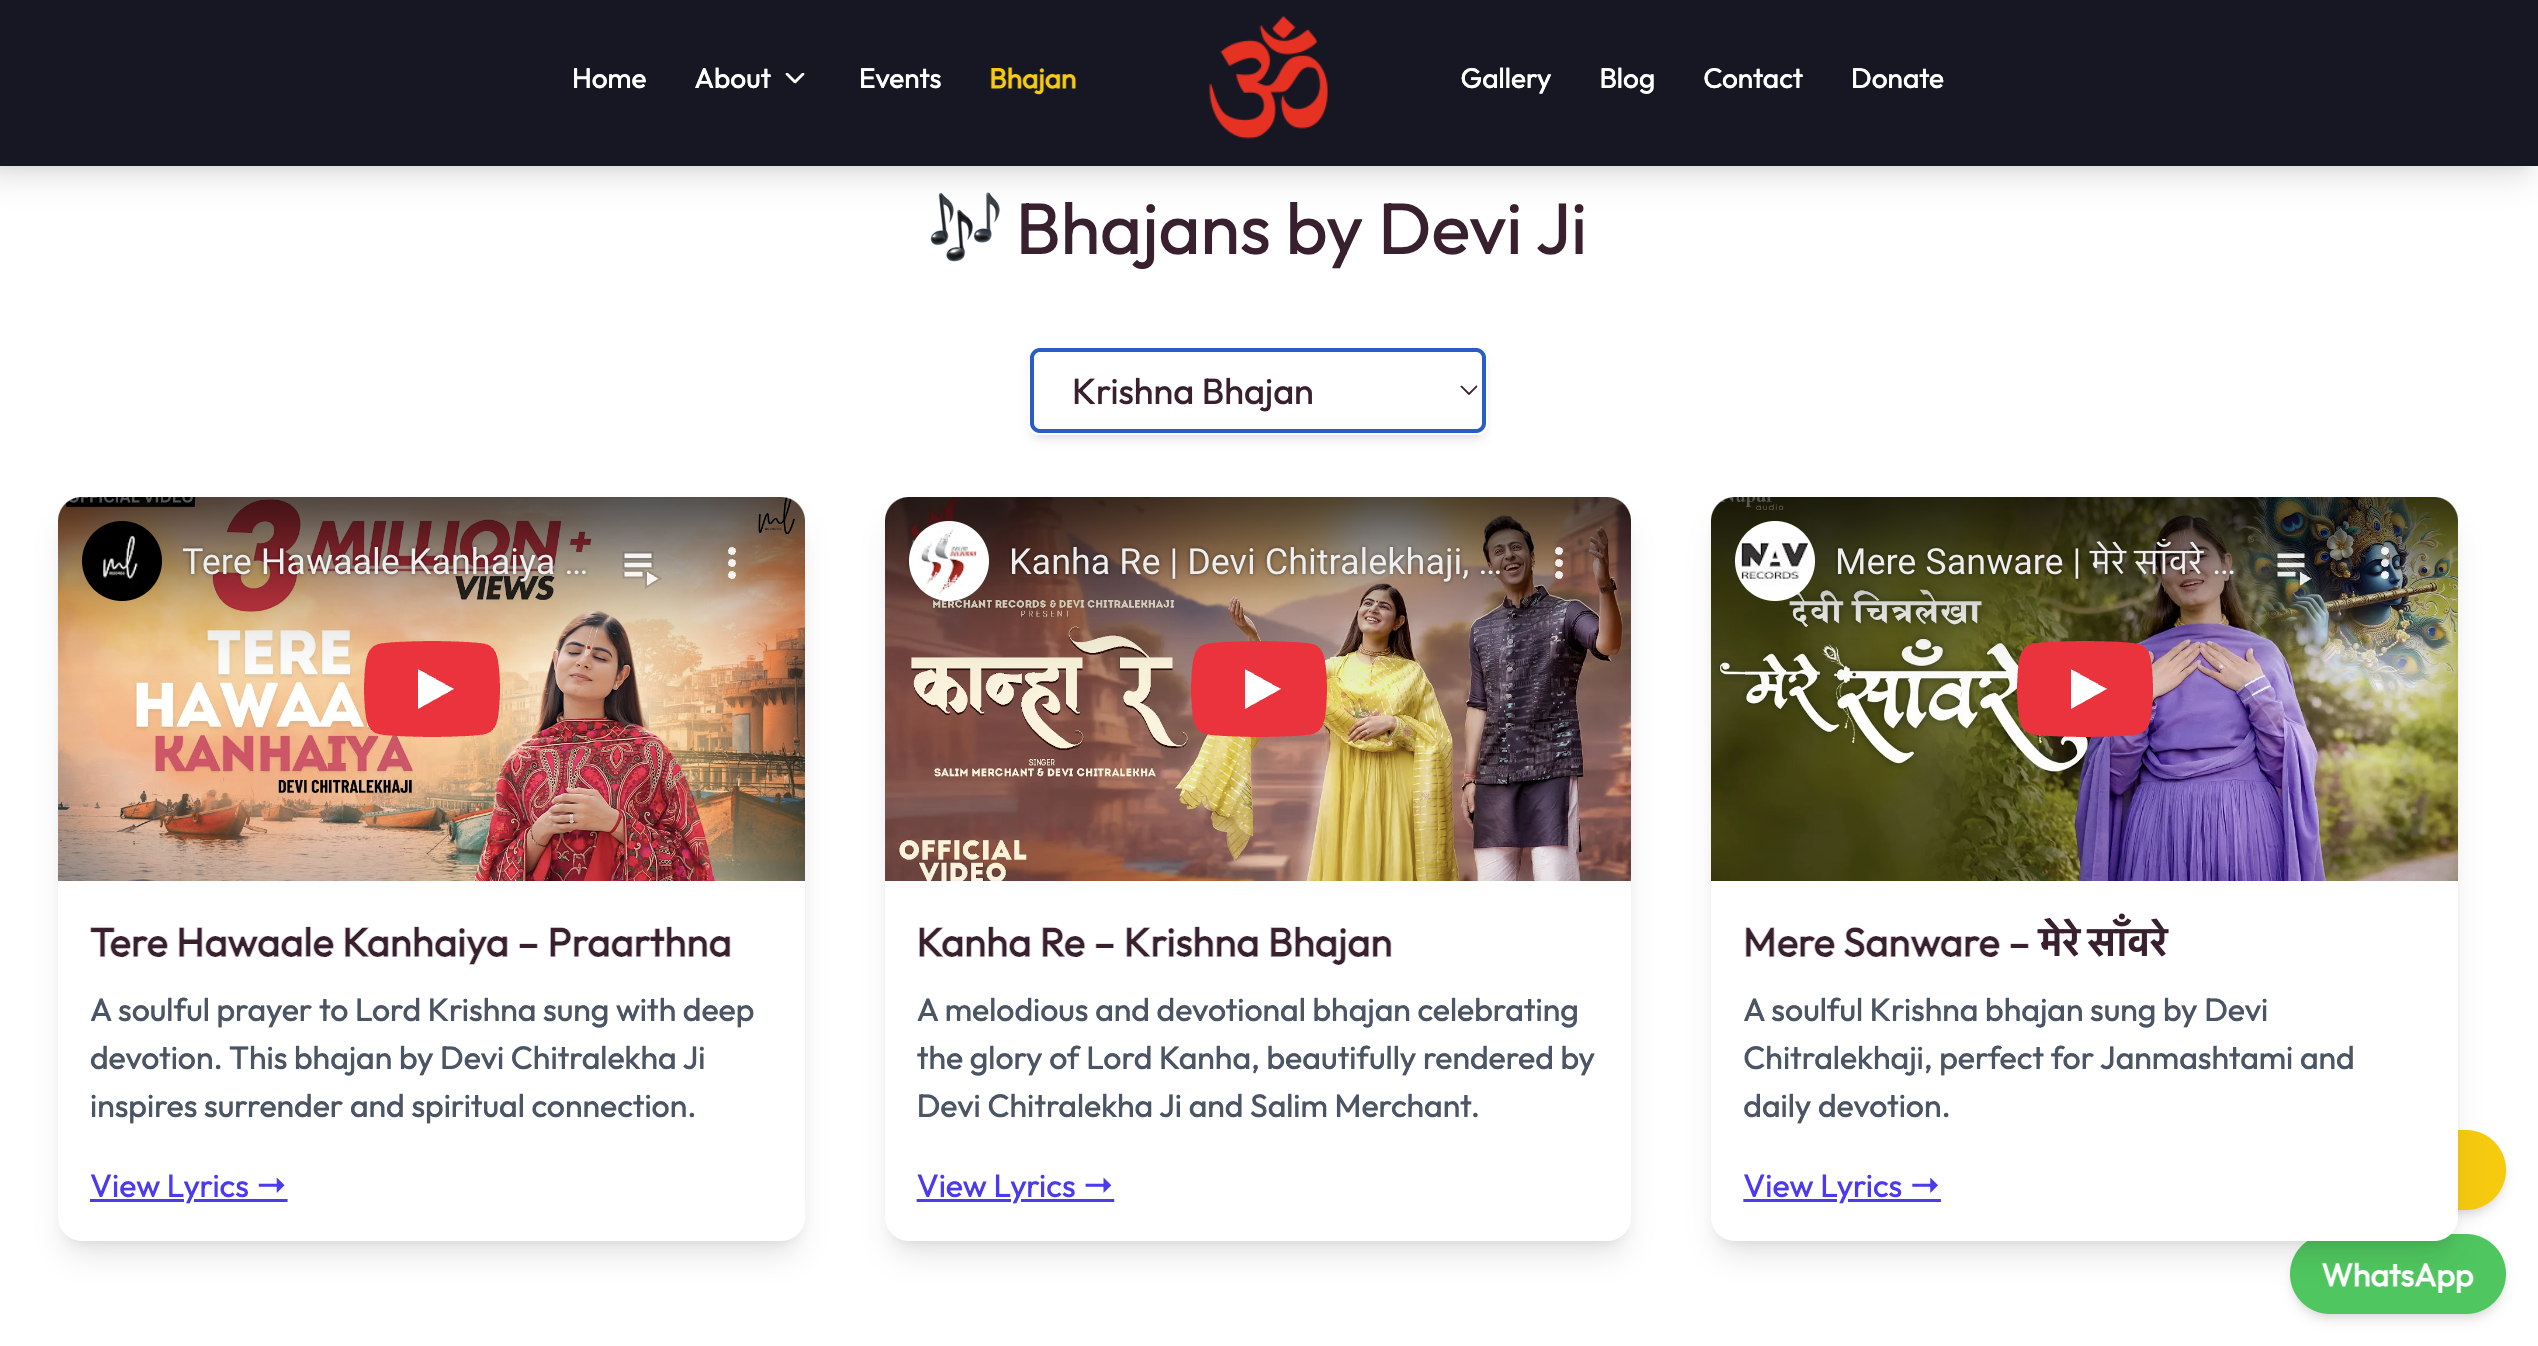 Home
About
Events
Bhajan
ॐ
Gallery
Blog
Contact
Donate
🎶 Bhajans by Devi Ji
Krishna Bhajan
OFFICIAL VIDEO
3 MILLION+
VIEWS
ml
ml
Tere Hawaale Kanhaiya ...
TERE
KANHAIYA
DEVI CHITRALEKHAJI
Kanha Re | Devi Chitralekhaji, ...
MERCHANT RECORDS & DEVI CHITRALEKHAJI
PRESENT
कान्हा रे
SINGER
SALIM MERCHANT & DEVI CHITRALEKHA
OFFICIAL
VIDEO
audio
NAV
RECORDS
Mere Sanware | मेरे साँवरे ...
देवी चित्रलेखा
मेरे साँवरे
Tere Hawaale Kanhaiya – Praarthna
A soulful prayer to Lord Krishna sung with deep
devotion. This bhajan by Devi Chitralekha Ji
inspires surrender and spiritual connection.
View Lyrics →
Kanha Re – Krishna Bhajan
A melodious and devotional bhajan celebrating
the glory of Lord Kanha, beautifully rendered by
Devi Chitralekha Ji and Salim Merchant.
View Lyrics →
Mere Sanware – मेरे साँवरे
A soulful Krishna bhajan sung by Devi
Chitralekhaji, perfect for Janmashtami and
daily devotion.
View Lyrics →
WhatsApp